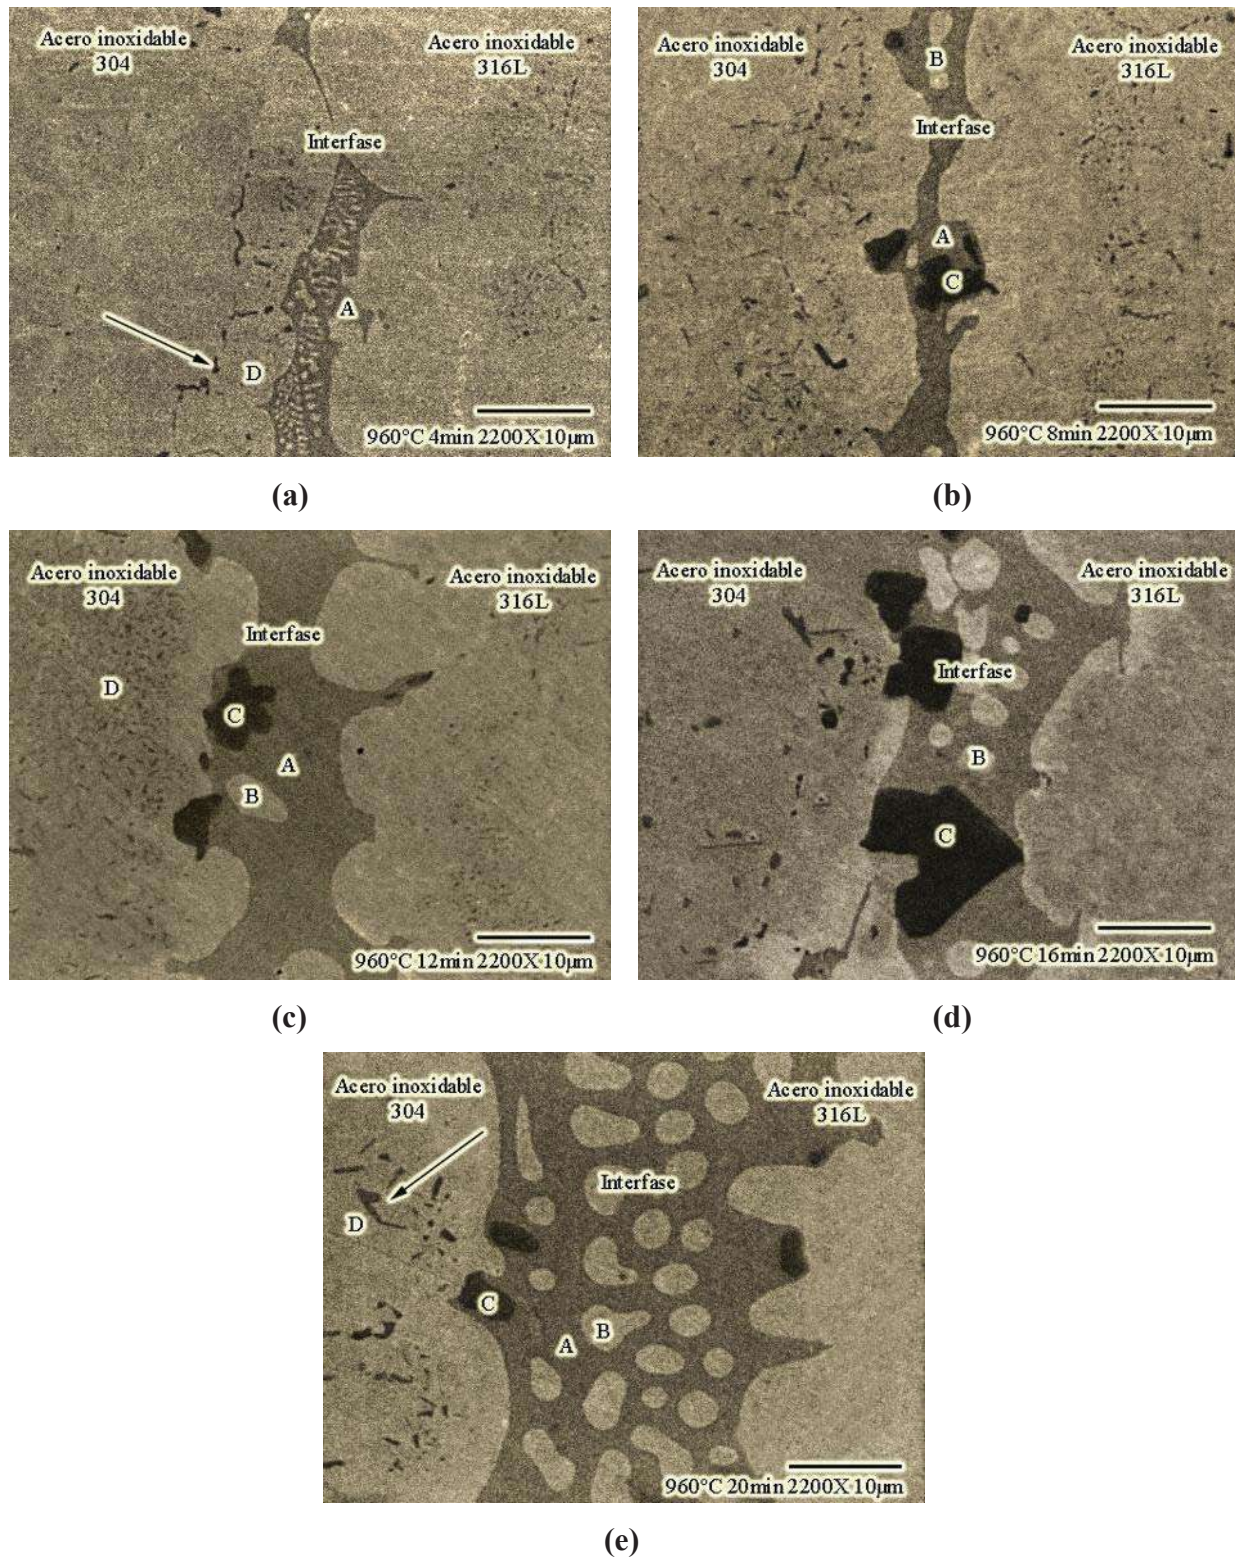 Acero inoxidable
304
Acero inoxidable
316L
Interfase
A
D
960°C 4min 2200X 10µm
(a)
Acero inoxidable
304
B
Acero inoxidable
316L
Interfase
A
C
960°C 8min 2200X 10µm
(b)
Acero inoxidable
304
Acero inoxidable
316L
Interfase
D
C
A
B
960°C 12min 2200X 10µm
(c)
Acero inoxidable
304
Acero inoxidable
316L
Interfase
B
C
960°C 16min 2200X 10µm
(d)
Acero inoxidable
304
Acero inoxidable
316L
Interfase
D
C
A
B
960°C 20min 2200X 10µm
(e)